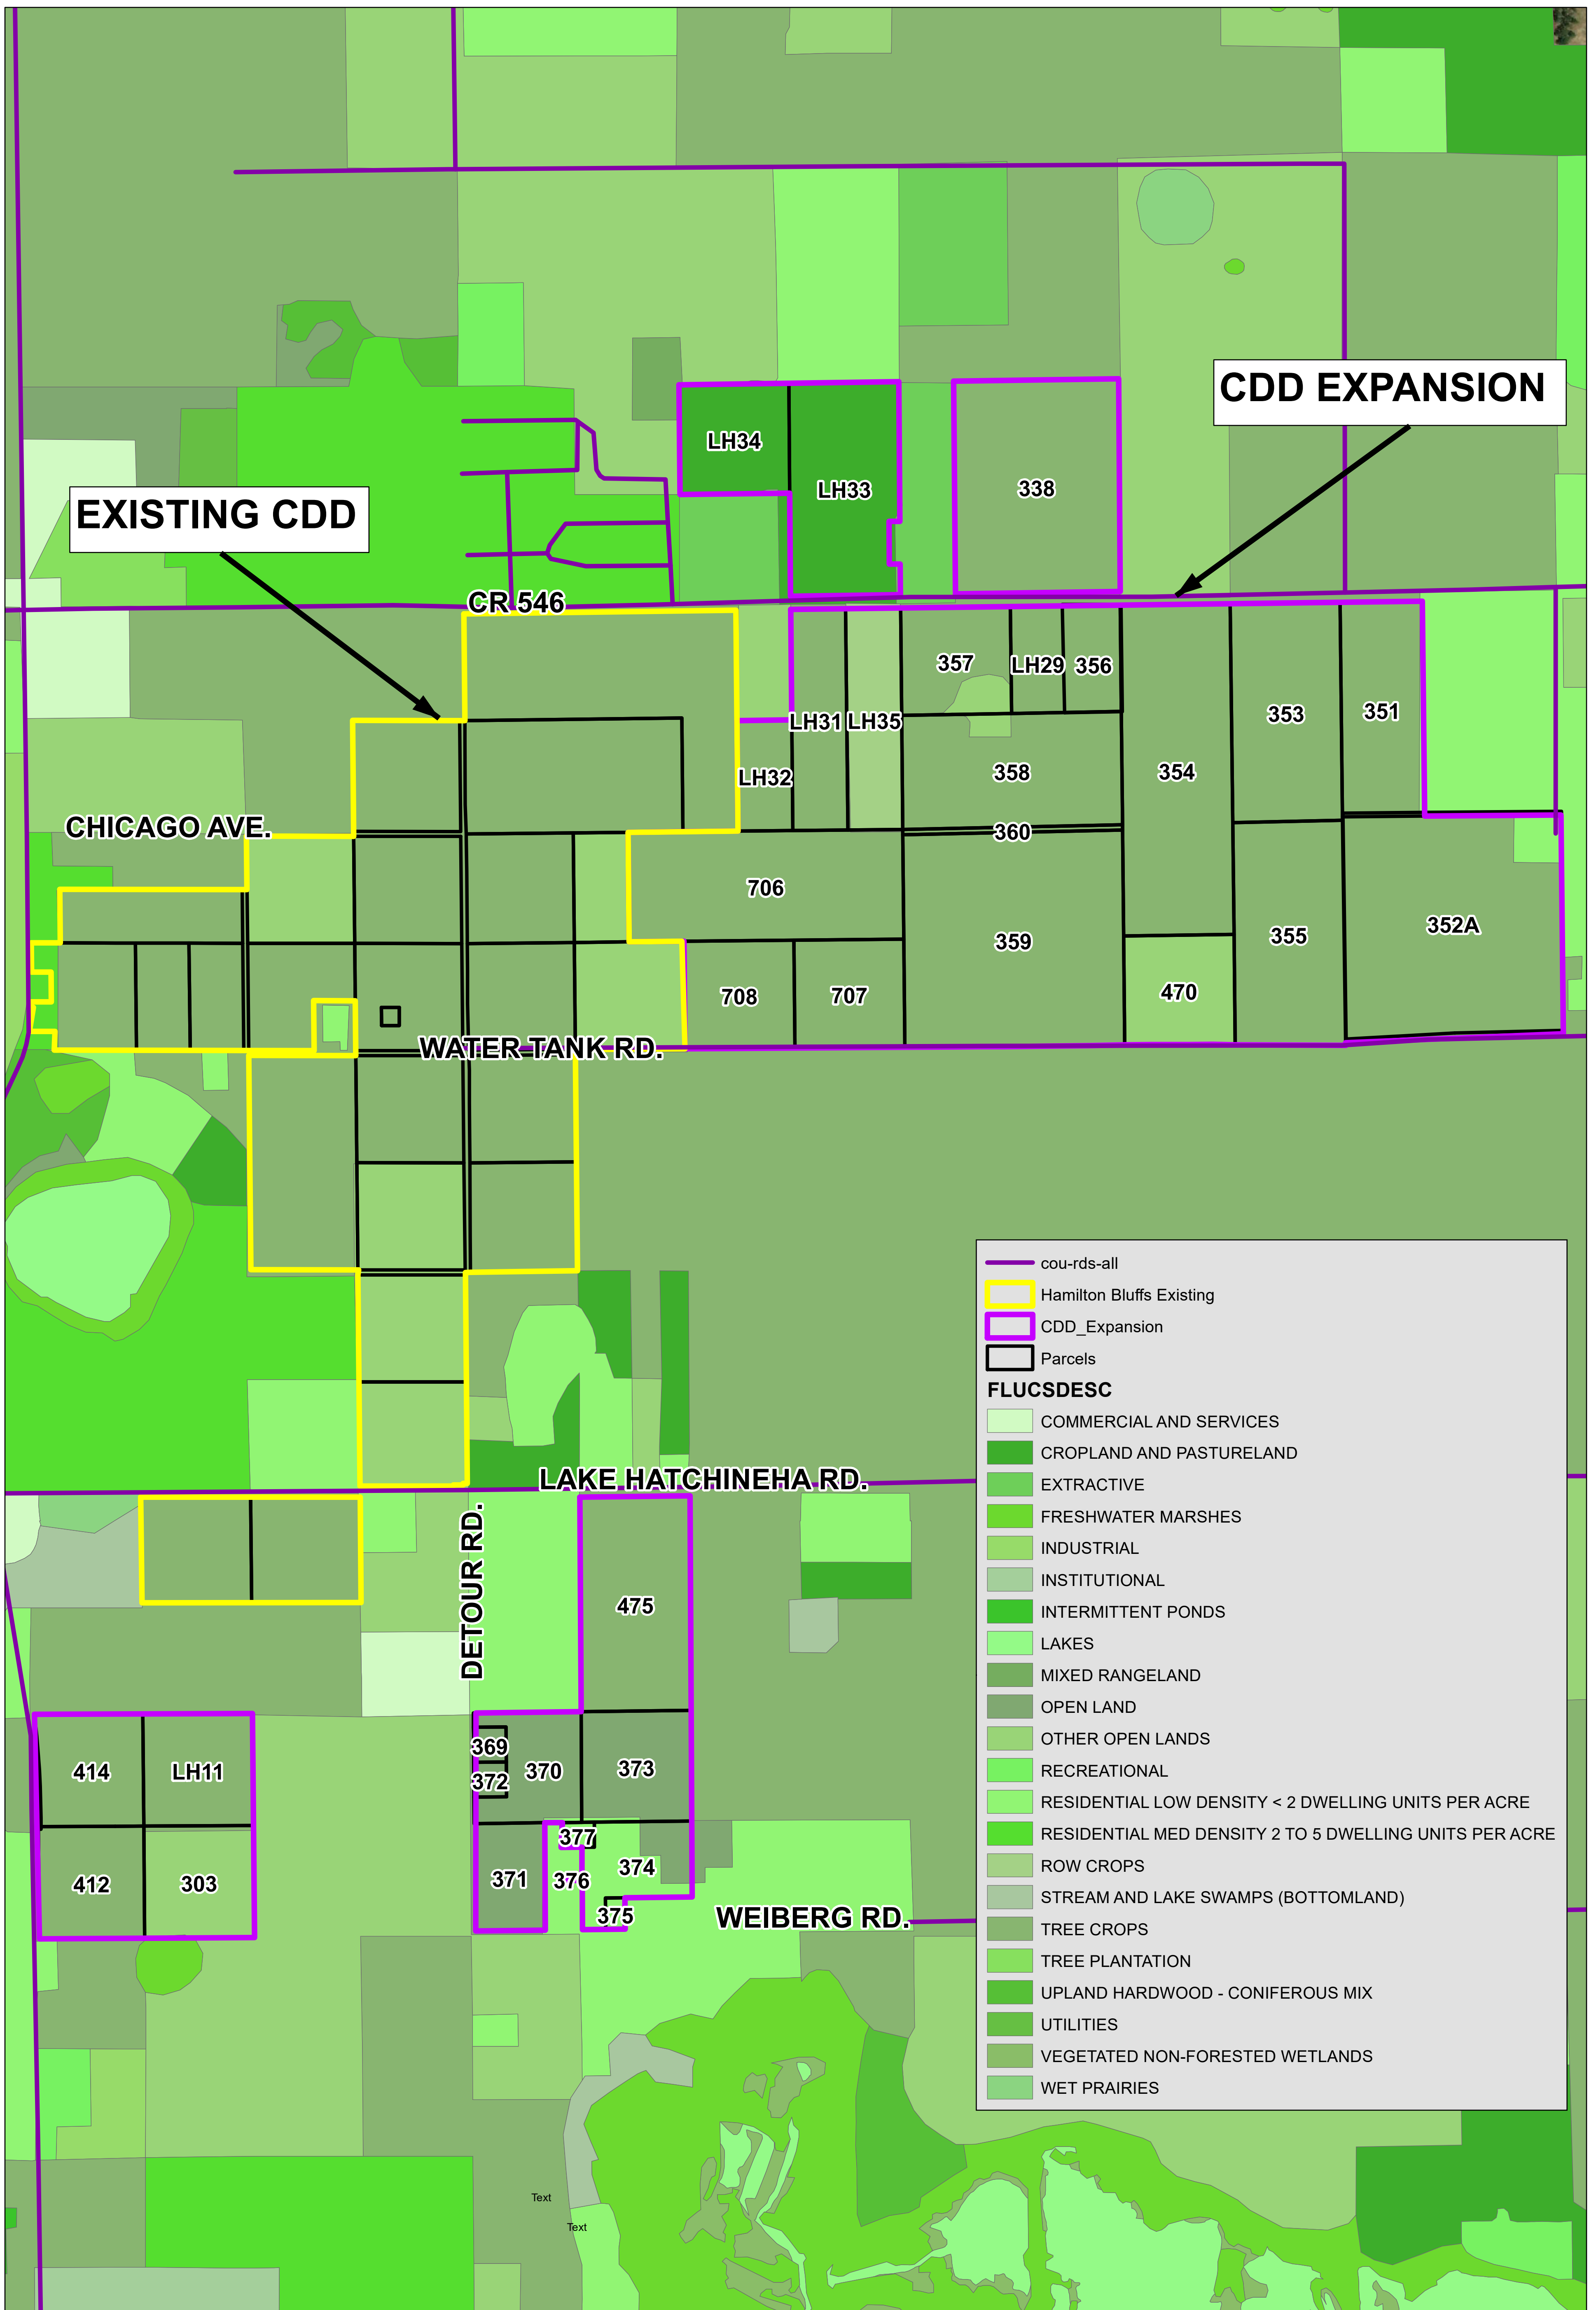 CDD EXPANSION
LH34
LH33
338
EXISTING CDD
CR 546
357
LH29
356
LH31
LH35
353
351
LH32
358
354
CHICAGO AVE.
360
706
359
355
352A
708
707
470
WATER TANK RD.
LAKE HATCHINEHA RD.
DETOUR RD.
475
414
LH11
369
370
373
372
377
374
412
303
371
376
375
WEIBERG RD.
Text
Text
cou-rds-all
Hamilton Bluffs Existing
CDD_Expansion
Parcels
FLUCSDESC
COMMERCIAL AND SERVICES
CROPLAND AND PASTURELAND
EXTRACTIVE
FRESHWATER MARSHES
INDUSTRIAL
INSTITUTIONAL
INTERMITTENT PONDS
LAKES
MIXED RANGELAND
OPEN LAND
OTHER OPEN LANDS
RECREATIONAL
RESIDENTIAL LOW DENSITY < 2 DWELLING UNITS PER ACRE
RESIDENTIAL MED DENSITY 2 TO 5 DWELLING UNITS PER ACRE
ROW CROPS
STREAM AND LAKE SWAMPS (BOTTOMLAND)
TREE CROPS
TREE PLANTATION
UPLAND HARDWOOD - CONIFEROUS MIX
UTILITIES
VEGETATED NON-FORESTED WETLANDS
WET PRAIRIES